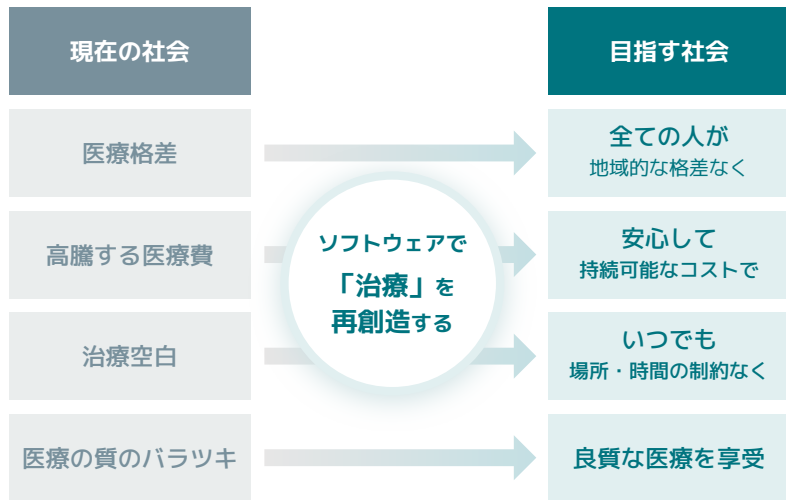 現在の社会
目指す社会
医療格差
全ての人が
地域的な格差なく
高騰する医療費
安心して
持続可能なコストで
ソフトウェアで
「治療」を
再創造する
治療空白
いつでも
場所・時間の制約なく
医療の質のバラツキ
良質な医療を享受